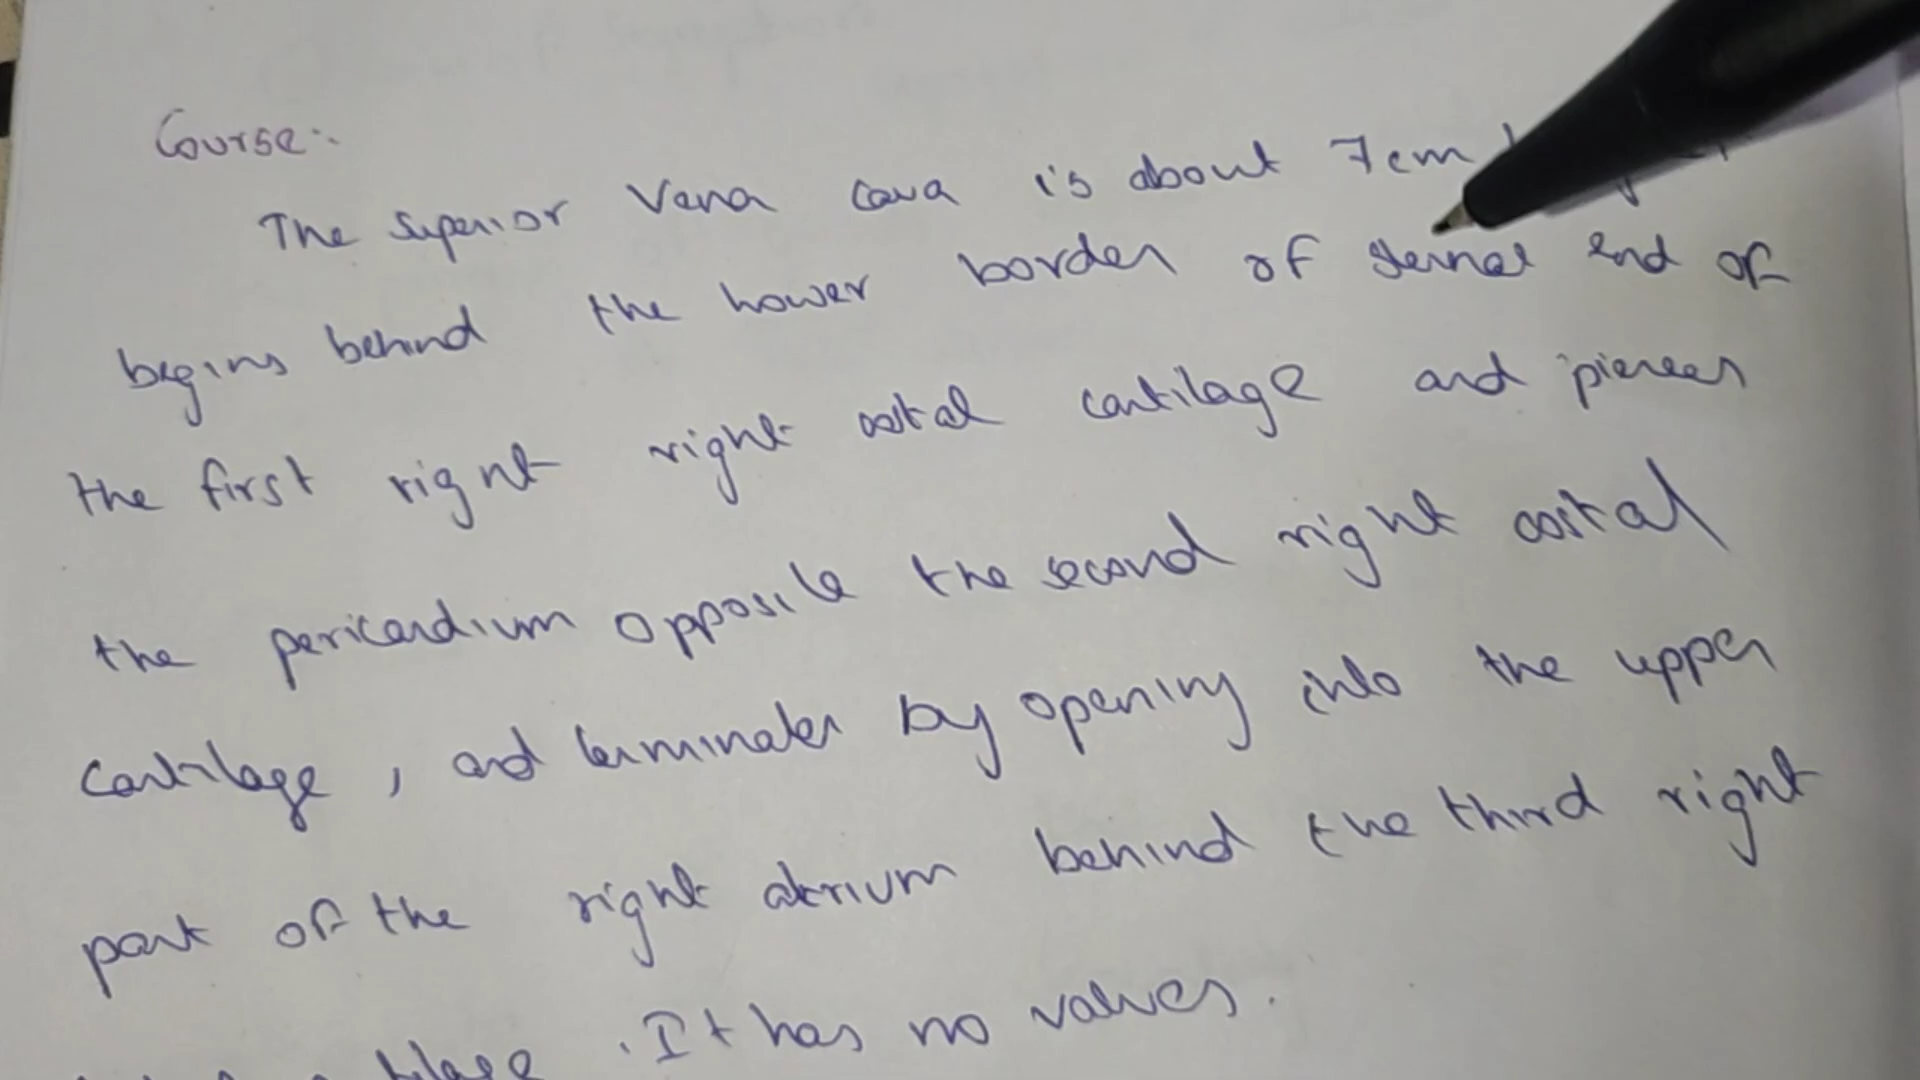 Course:-
The Superior Vena cava is about 7cm
begins behind the lower border of sternal end of
the first right right costal cartilage and pierces
the pericardium opposite the second right costal
cartilage, and terminates by opening into the upper
part of the right atrium behind the third right
. It has no valves.